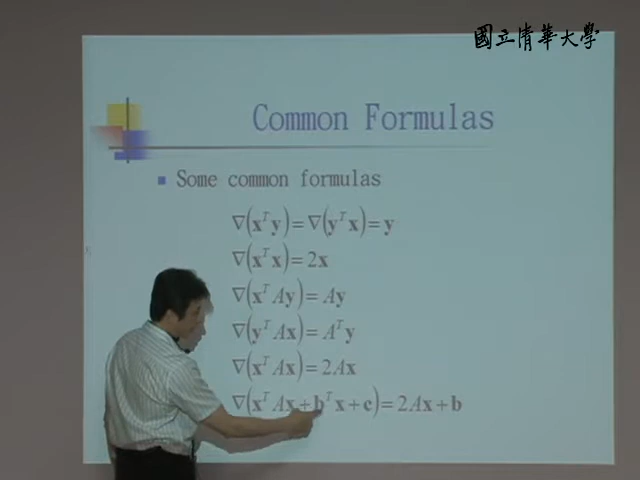 國立清華大學
Common Formulas
Some common formulas
∇(xᵀy)=∇(yᵀx)=y
∇(xᵀx)=2x
∇(xᵀAy)=Ay
∇(yᵀAx)=Aᵀy
∇(xᵀAx)=2Ax
∇(xᵀAx+bᵀx+c)=2Ax+b